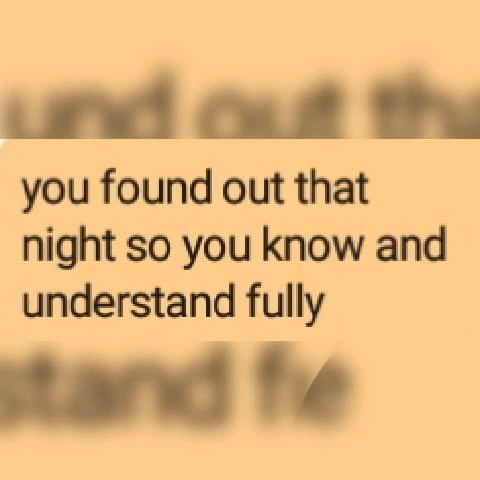 you found out that
night so you know and
understand fully